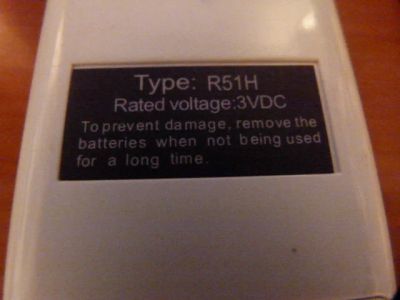 Type: R51H
Rated voltage:3VDC
To prevent damage, remove the
batteries when not being used
for a long time.